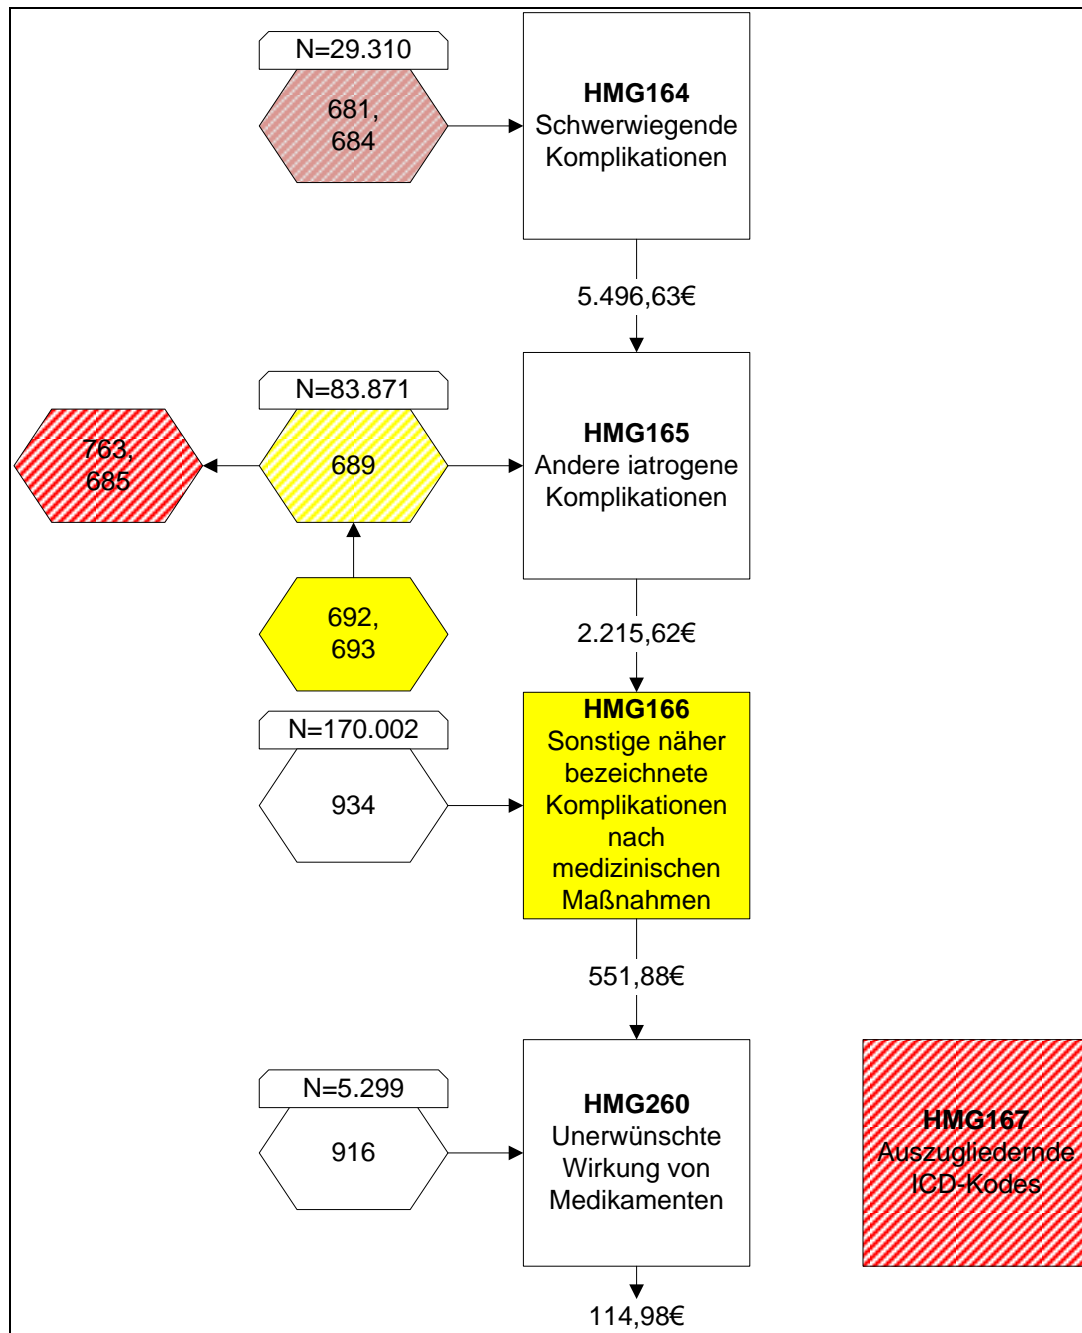 N=29.310
681,
684
HMG164
Schwerwiegende
Komplikationen
5.496,63€
N=83.871
763,
685
689
HMG165
Andere iatrogene
Komplikationen
692,
693
2.215,62€
N=170.002
934
HMG166
Sonstige näher
bezeichnete
Komplikationen
nach
medizinischen
Maßnahmen
551,88€
N=5.299
916
HMG260
Unerwünschte
Wirkung von
Medikamenten
HMG167
Auszugliedernde
ICD-Kodes
114,98€